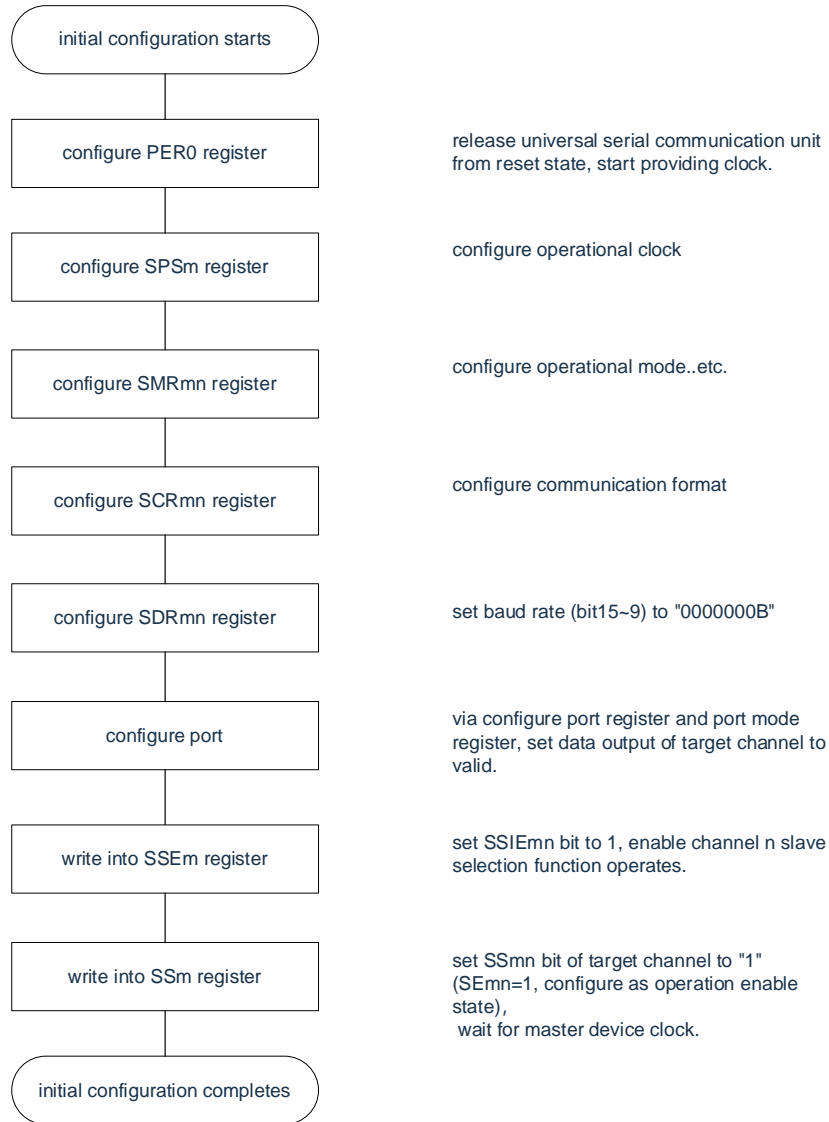 initial configuration starts
configure PER0 register
release universal serial communication unit
from reset state, start providing clock.
configure SPSm register
configure operational clock
configure SMRmn register
configure operational mode..etc.
configure SCRmn register
configure communication format
configure SDRmn register
set baud rate (bit15~9) to "0000000B"
configure port
via configure port register and port mode
register, set data output of target channel to
valid.
write into SSEm register
set SSIEmn bit to 1, enable channel n slave
selection function operates.
write into SSm register
set SSmn bit of target channel to "1"
(SEmn=1, configure as operation enable
state)，
wait for master device clock.
initial configuration completes